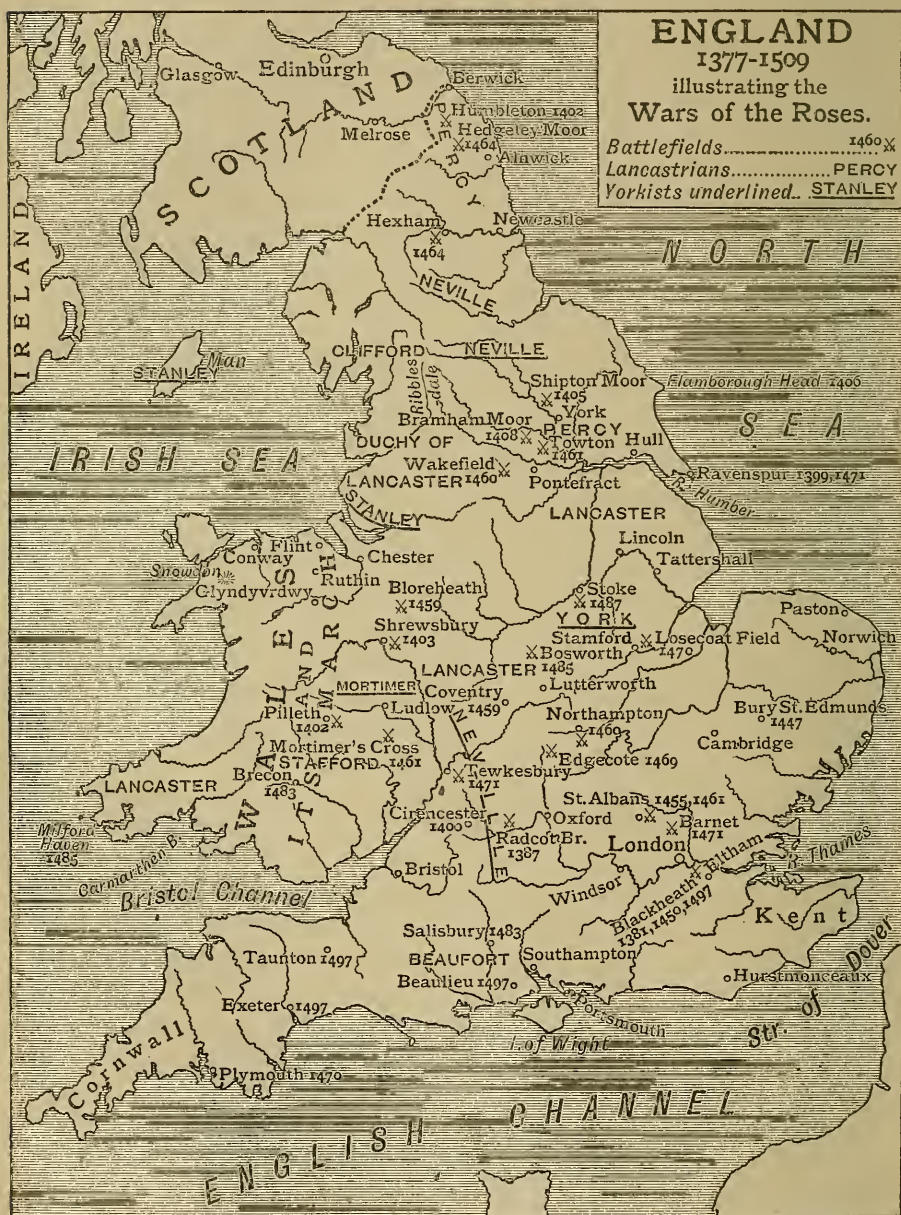 ENGLAND
1377-1509
illustrating the
Wars of the Roses.
Battlefields 1460
Lancastrians PERCY
Yorkists underlined STANLEY
Glasgow
Edinburgh
Berwick
SCOTLAND
Humbleton 1402
Melrose
Hedgeley Moor
1464
PERCY
Alnwick
Hexham
1464
Newcastle
NORTH
SEA
NEVILLE
IRELAND
CLIFFORD
NEVILLE
Man
STANLEY
Ribblesdale
Shipton Moor
1405
Flamborough Head 1406
York
Bramham Moor
1408
PERCY
DUCHY OF
LANCASTER
Towton
1461
Hull
IRISH SEA
Wakefield
1460
Pontefract
Ravenspur 1399,1471
R. Humber
STANLEY
LANCASTER
Lincoln
Flint
Conway
Chester
Tattershall
Snowdon
Ruthin
Glyndyvrdwy
Bloreheath
1459
Stoke
1487
Shrewsbury
1403
YORK
Paston
Stamford
Losecoat Field
1470
Norwich
Bosworth
1485
LANCASTER
WALES
AND
ITS
MARCH
MORTIMER
Coventry
1459
Lutterworth
Ludlow
Pilleth
1402
Northampton
1460
Bury St. Edmunds
1447
Cambridge
Mortimer's Cross
1461
STAFFORD
Edgecote 1469
NEVILLE
LANCASTER
Brecon
1483
Tewkesbury
1471
St. Albans 1455,1461
Cirencester
1400
Oxford
Barnet
1471
Milford
Haven
1485
Radcot Br.
1387
London
Eltham
R. Thames
Carmarthen B.
Bristol
Windsor
Blackheath
1381,1450,1497
Bristol Channel
Kent
Salisbury 1483
Taunton 1497
BEAUFORT
Southampton
Beaulieu 1497
Hurstmonceaux
Exeter 1497
Portsmouth
Str. of Dover
I. of Wight
Cornwall
Plymouth 1470
ENGLISH CHANNEL